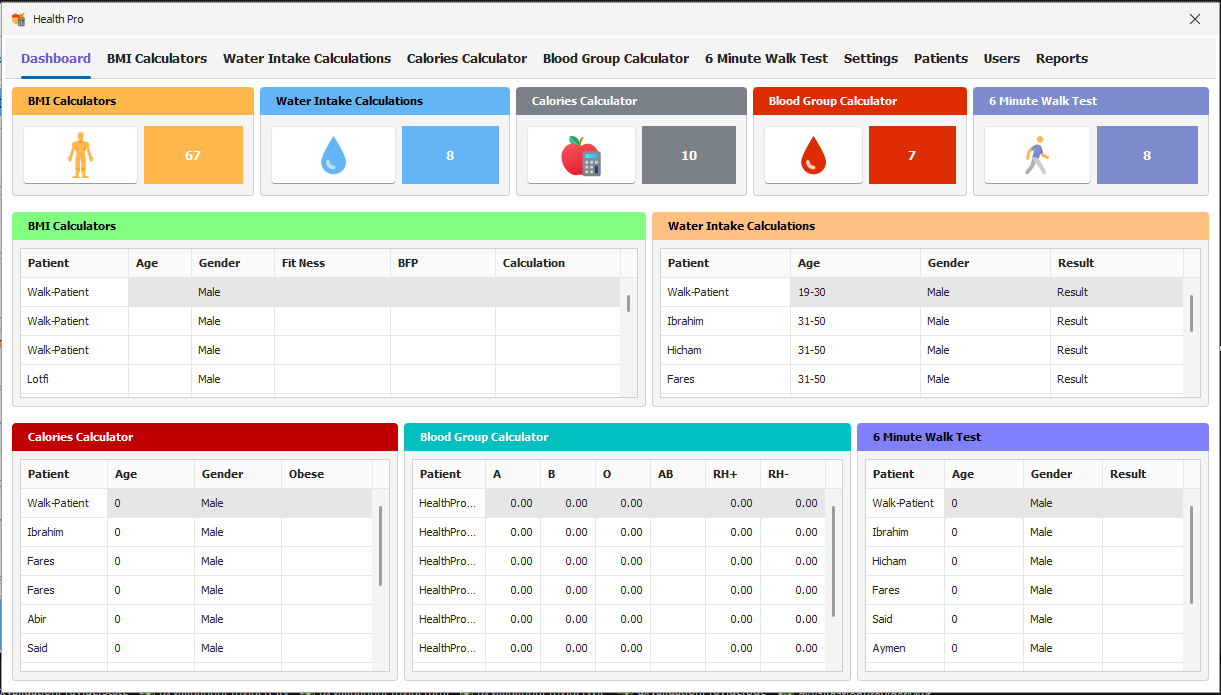 Health Pro
Dashboard BMI Calculators Water Intake Calculations Calories Calculator Blood Group Calculator 6 Minute Walk Test Settings Patients Users Reports
BMI Calculators Water Intake Calculations Calories Calculator Blood Group Calculator 6 Minute Walk Test
67 8 10 7 8
BMI Calculators
Patient Age Gender Fit Ness BFP Calculation
Walk-Patient Male
Walk-Patient Male
Walk-Patient Male
Lotfi Male
Water Intake Calculations
Patient Age Gender Result
Walk-Patient 19-30 Male Result
Ibrahim 31-50 Male Result
Hicham 31-50 Male Result
Fares 31-50 Male Result
Calories Calculator
Patient Age Gender Obese
Walk-Patient 0 Male
Ibrahim 0 Male
Fares 0 Male
Fares 0 Male
Abir 0 Male
Said 0 Male
Blood Group Calculator
Patient A B O AB RH+ RH-
HealthPro... 0.00 0.00 0.00 0.00 0.00
HealthPro... 0.00 0.00 0.00 0.00 0.00
HealthPro... 0.00 0.00 0.00 0.00 0.00
HealthPro... 0.00 0.00 0.00 0.00 0.00
HealthPro... 0.00 0.00 0.00 0.00 0.00
HealthPro... 0.00 0.00 0.00 0.00 0.00
6 Minute Walk Test
Patient Age Gender Result
Walk-Patient 0 Male
Ibrahim 0 Male
Hicham 0 Male
Fares 0 Male
Said 0 Male
Aymen 0 Male